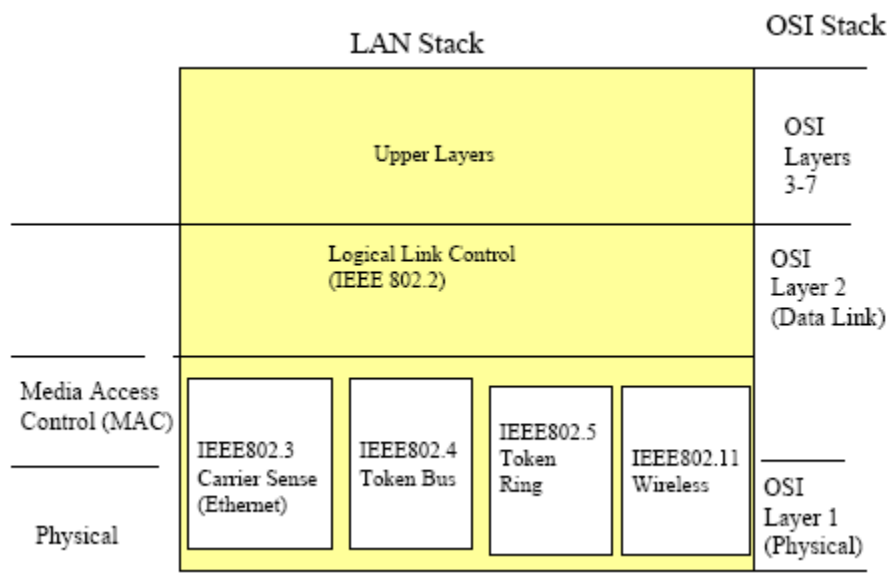 LAN Stack
OSI Stack
Upper Layers
OSI
Layers
3-7
Logical Link Control
(IEEE 802.2)
OSI
Layer 2
(Data Link)
Media Access
Control (MAC)
IEEE802.3
Carrier Sense
(Ethernet)
IEEE802.4
Token Bus
IEEE802.5
Token
Ring
IEEE802.11
Wireless
Physical
OSI
Layer 1
(Physical)